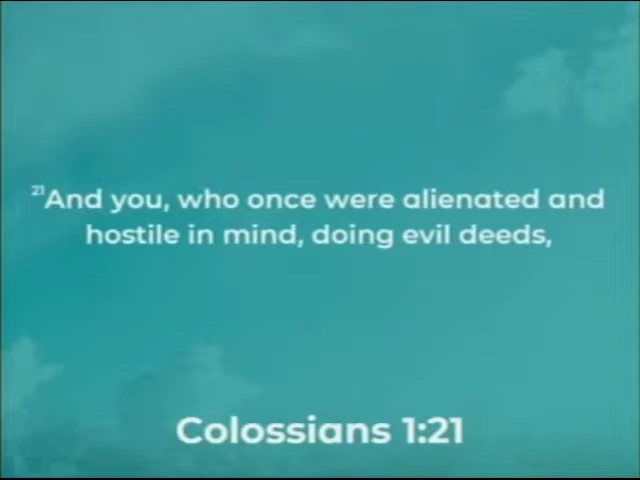 21And you, who once were alienated and
hostile in mind, doing evil deeds,
Colossians 1:21